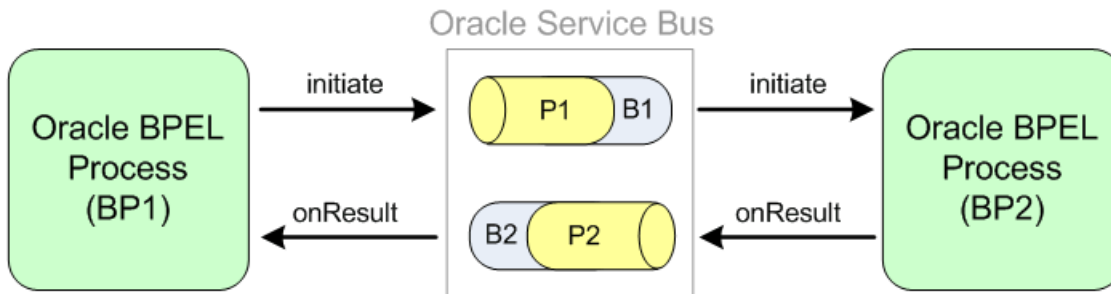 Oracle Service Bus
Oracle BPEL
Process
(BP1)
initiate
P1
B1
initiate
Oracle BPEL
Process
(BP2)
onResult
B2
P2
onResult